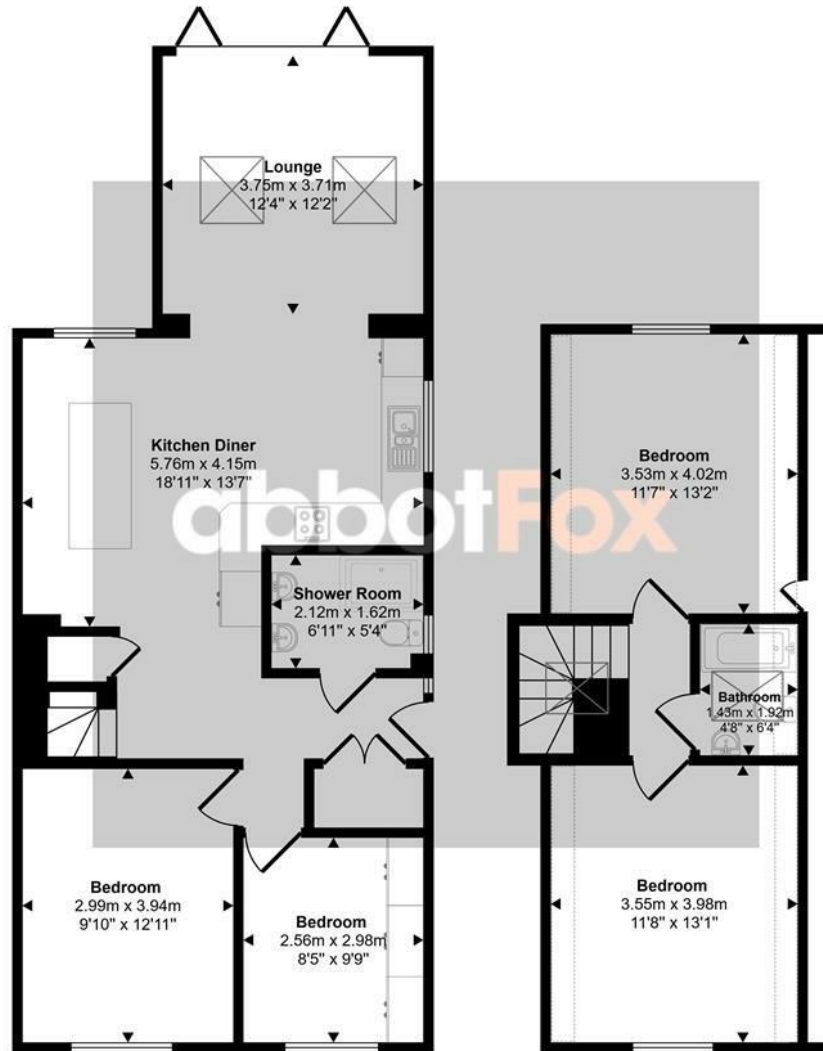 Lounge
3.75m x 3.71m
12'4" x 12'2"
Kitchen Diner
5.76m x 4.15m
18'11" x 13'7"
Bedroom
3.53m x 4.02m
11'7" x 13'2"
abbotFox
Shower Room
2.12m x 1.62m
6'11" x 5'4"
Bathroom
1.43m x 1.92m
4'8" x 6'4"
Bedroom
2.99m x 3.94m
9'10" x 12'11"
Bedroom
2.56m x 2.98m
8'5" x 9'9"
Bedroom
3.55m x 3.98m
11'8" x 13'1"